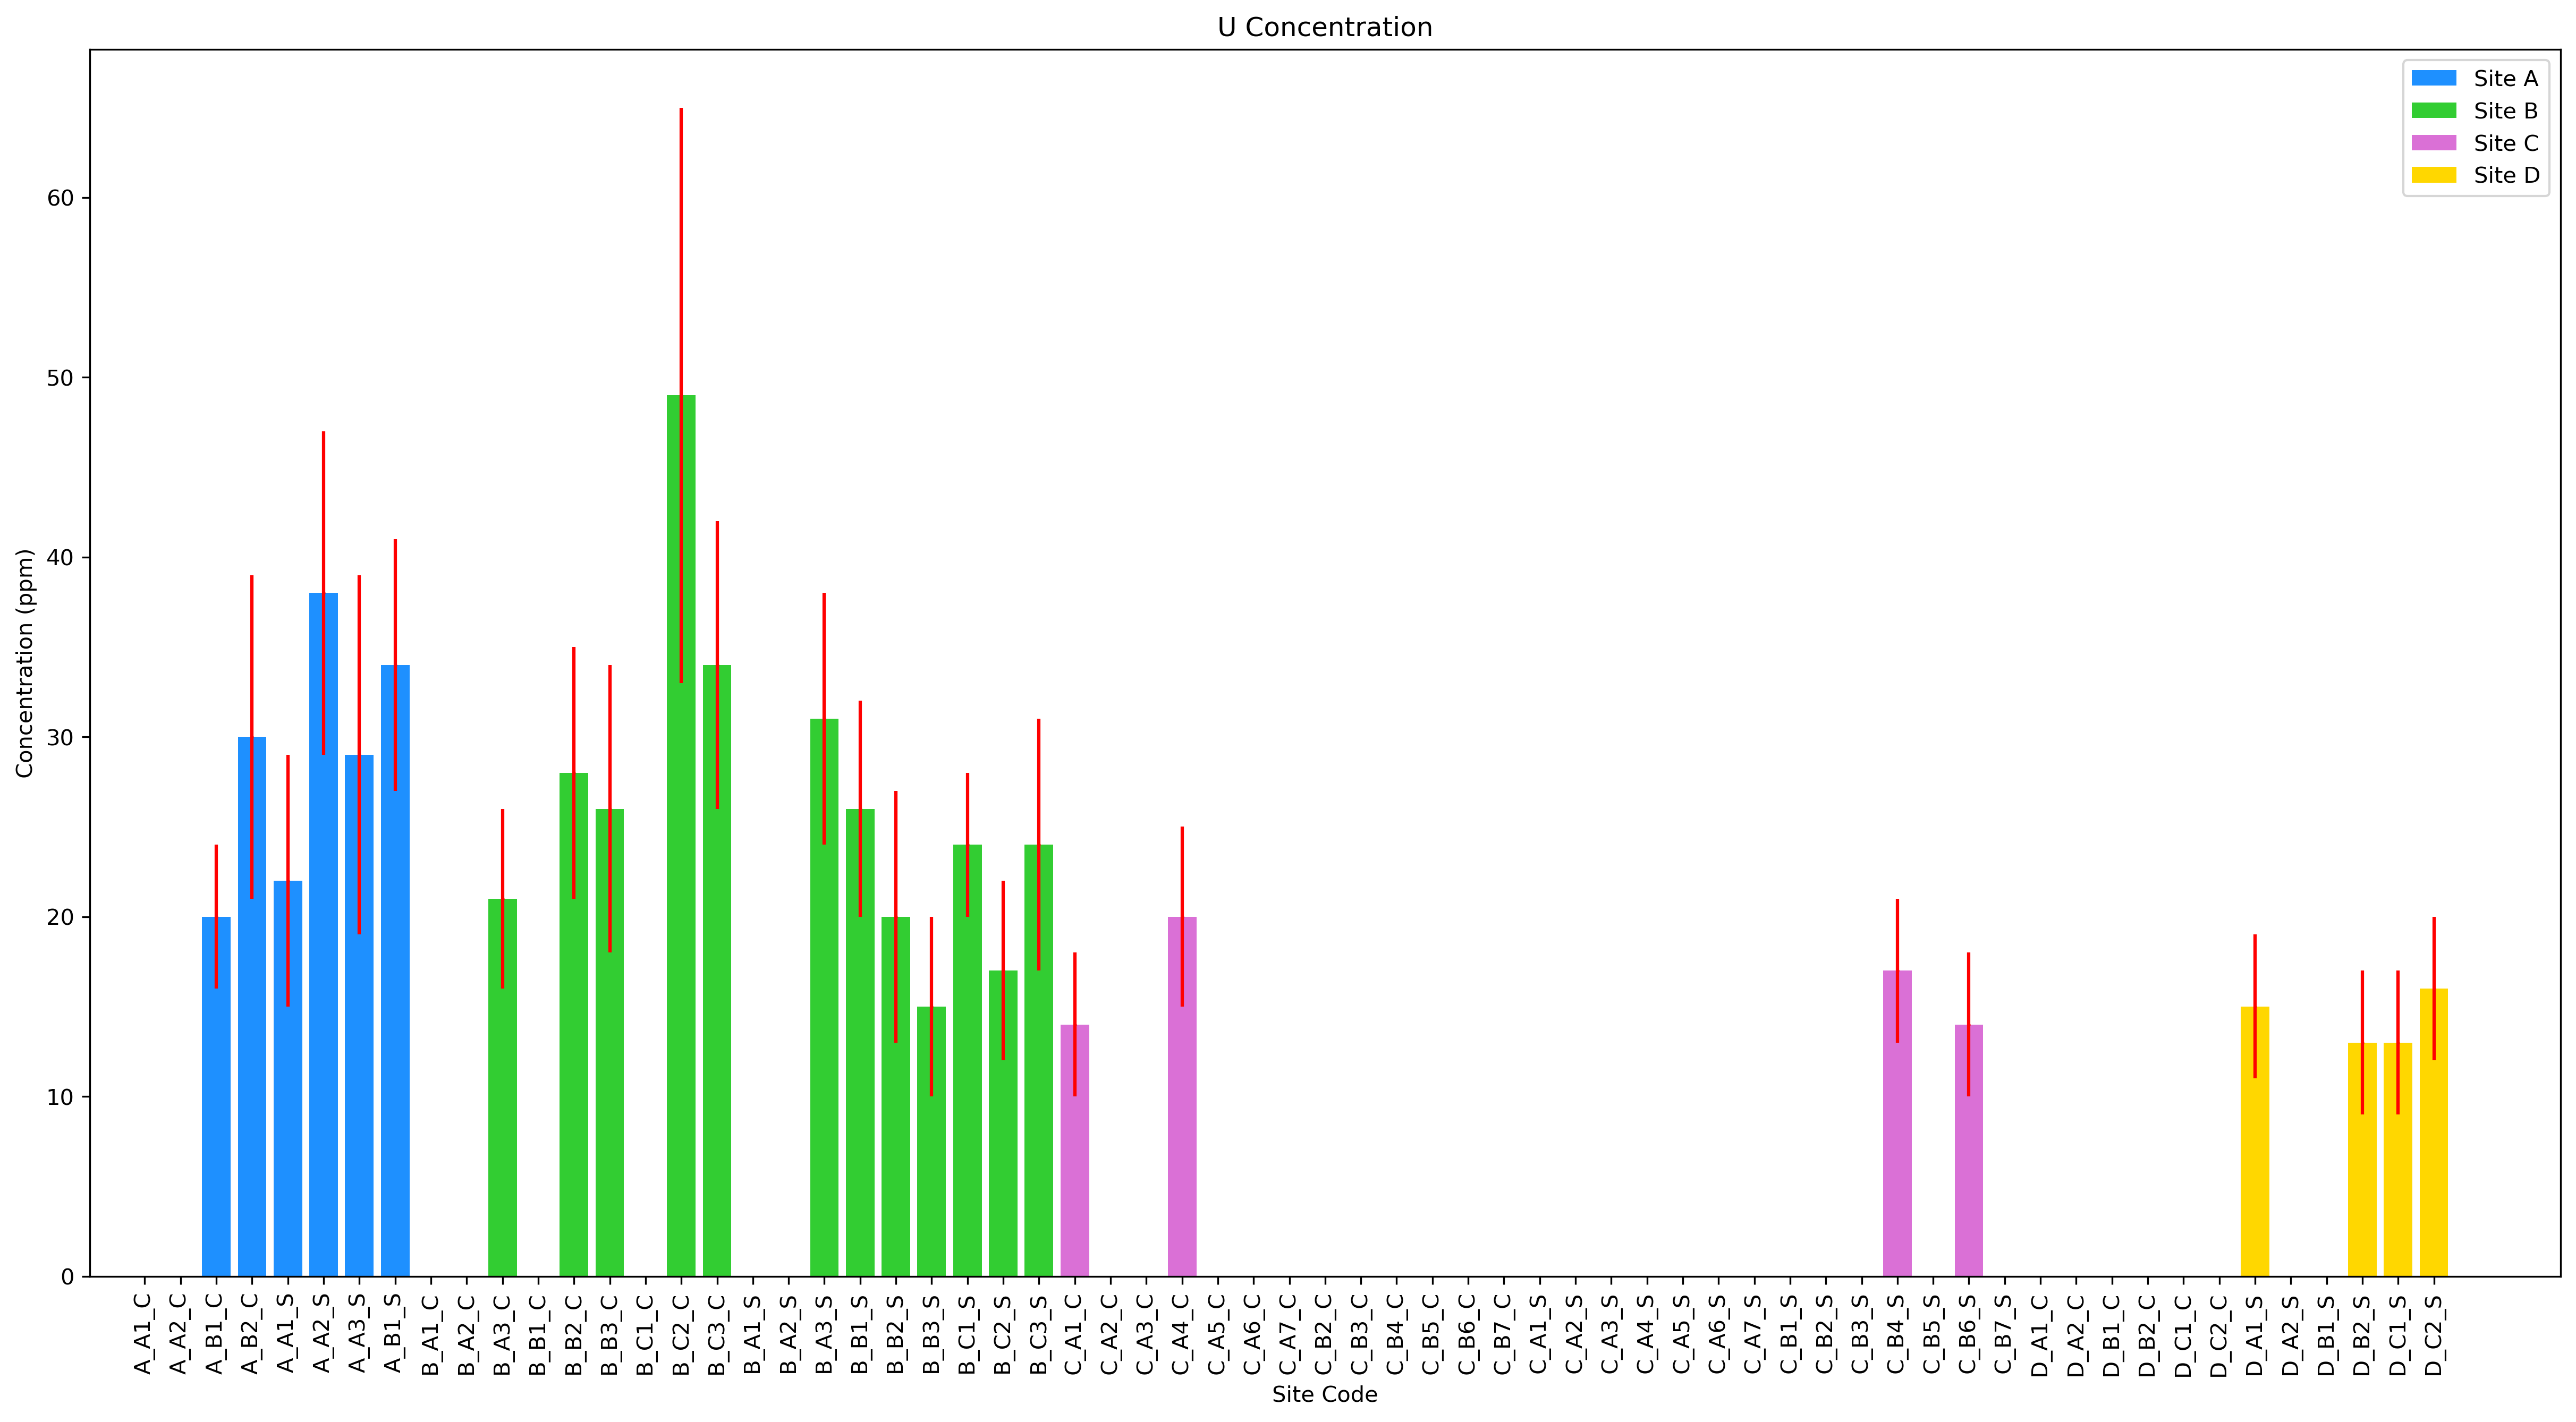 U Concentration
Site A
Site B
Site C
Site D
60
50
40
30
20
10
0
Concentration (ppm)
A_A1_C
A_A2_C
A_B1_C
A_B2_C
A_A1_S
A_A2_S
A_A3_S
A_B1_S
B_A1_C
B_A2_C
B_A3_C
B_B1_C
B_B2_C
B_B3_C
B_C1_C
B_C2_C
B_C3_C
B_A1_S
B_A2_S
B_A3_S
B_B1_S
B_B2_S
B_B3_S
B_C1_S
B_C2_S
B_C3_S
C_A1_C
C_A2_C
C_A3_C
C_A4_C
C_A5_C
C_A6_C
C_A7_C
C_B2_C
C_B3_C
C_B4_C
C_B5_C
C_B6_C
C_B7_C
C_A1_S
C_A2_S
C_A3_S
C_A4_S
C_A5_S
C_A6_S
C_A7_S
C_B1_S
C_B2_S
C_B3_S
C_B4_S
C_B5_S
C_B6_S
C_B7_S
D_A1_C
D_A2_C
D_B1_C
D_B2_C
D_C1_C
D_C2_C
D_A1_S
D_A2_S
D_B1_S
D_B2_S
D_C1_S
D_C2_S
Site Code